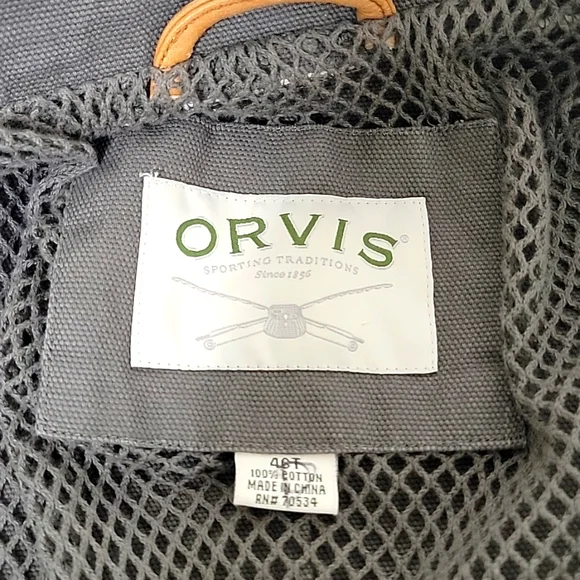 ORVIS®
SPORTING TRADITIONS
Since 1856
100% COTTON
MADE IN CHINA
RN# 70534